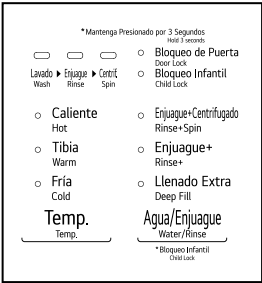 *Mantenga Presionado por 3 Segundos
Hold 3 seconds
Bloqueo de Puerta
Door Lock
Lavado ▶ Enjuague ▶ Centrif.
Wash Rinse Spin
Bloqueo Infantil
Child Lock
Caliente
Hot
Enjuague+Centrifugado
Rinse+Spin
Tibia
Warm
Enjuague+
Rinse+
Fría
Cold
Llenado Extra
Deep Fill
Temp.
Temp.
Agua/Enjuague
Water/Rinse
*Bloqueo Infantil
Child Lock